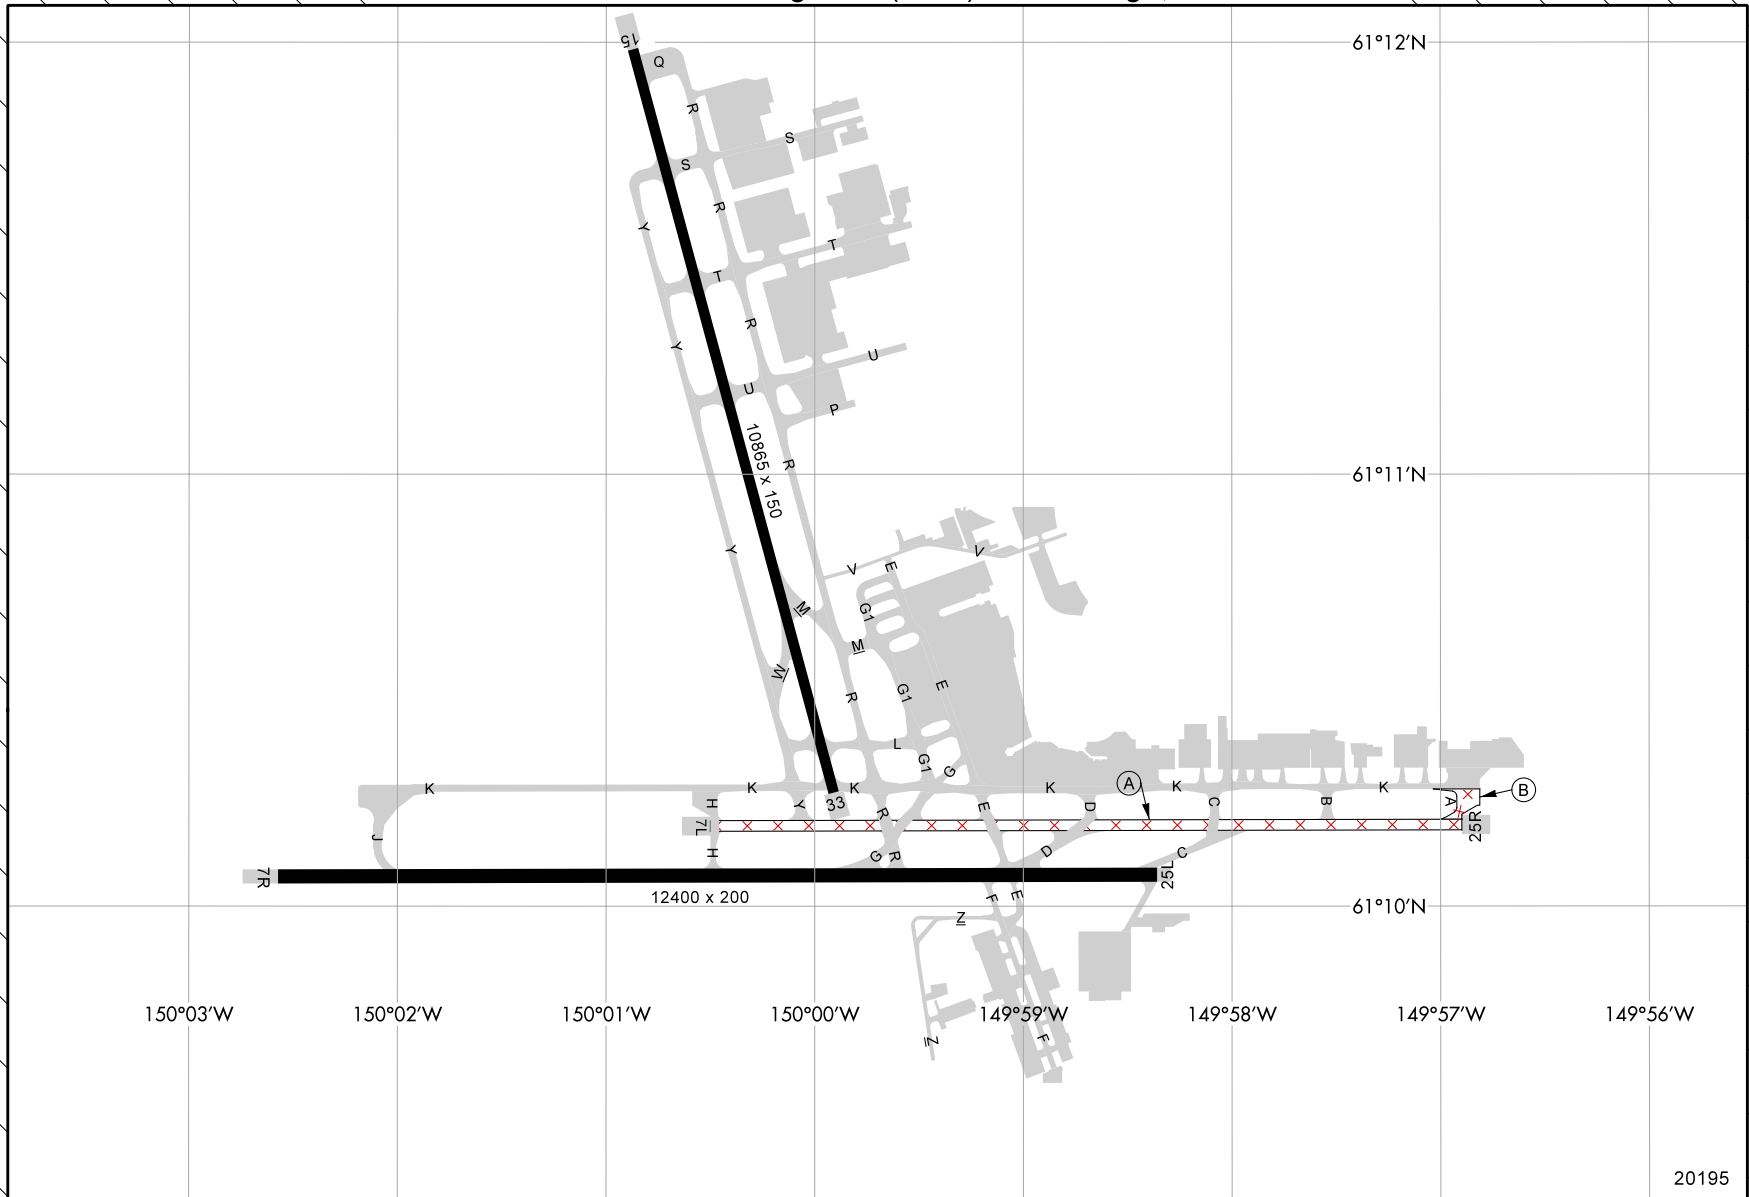 15
61°12′N
Q
R
S
S
R
Y
T
T
R
Y
U
U
P
10865 x 150
R
61°11′N
Y
V
V
E
M
G1
M
M
E
G1
R
L
G1
G
K
K
K
K
A
K
K
B
J
H
Y
33
R
E
D
C
B
A
7L
25R
H
G
R
D
C
7R
25L
12400 x 200
F
E
61°10′N
Z
150°03′W
150°02′W
150°01′W
150°00′W
149°59′W
149°58′W
149°57′W
149°56′W
Z
F
20195